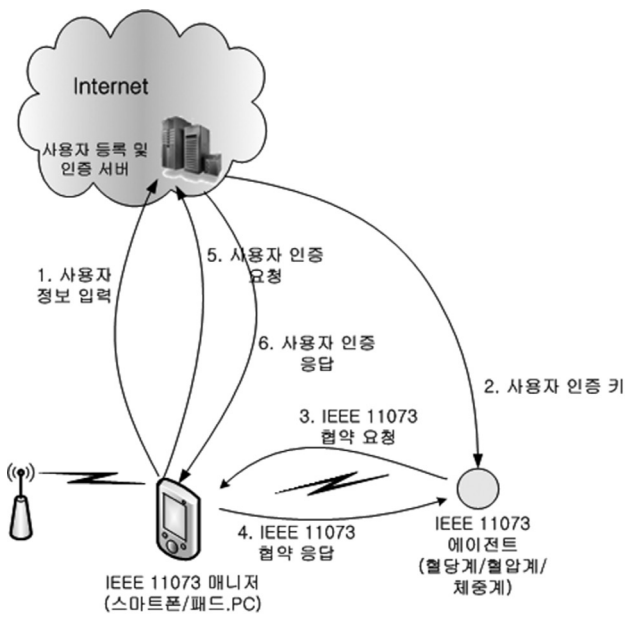 Internet
사용자 등록 및
인증 서버
1. 사용자
정보 입력
5. 사용자 인증
요청
6. 사용자 인증
응답
2. 사용자 인증 키
3. IEEE 11073
협약 요청
4. IEEE 11073
협약 응답
IEEE 11073
에이전트
(혈당계/혈압계/
체중계)
IEEE 11073 매니저
(스마트폰/패드.PC)